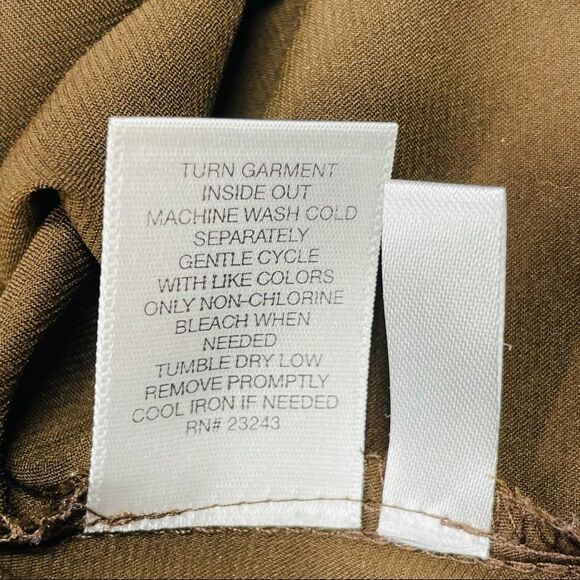 TURN GARMENT
INSIDE OUT
MACHINE WASH COLD
SEPARATELY
GENTLE CYCLE
WITH LIKE COLORS
ONLY NON-CHLORINE
BLEACH WHEN
NEEDED
TUMBLE DRY LOW
REMOVE PROMPTLY
COOL IRON IF NEEDED
RN# 23243